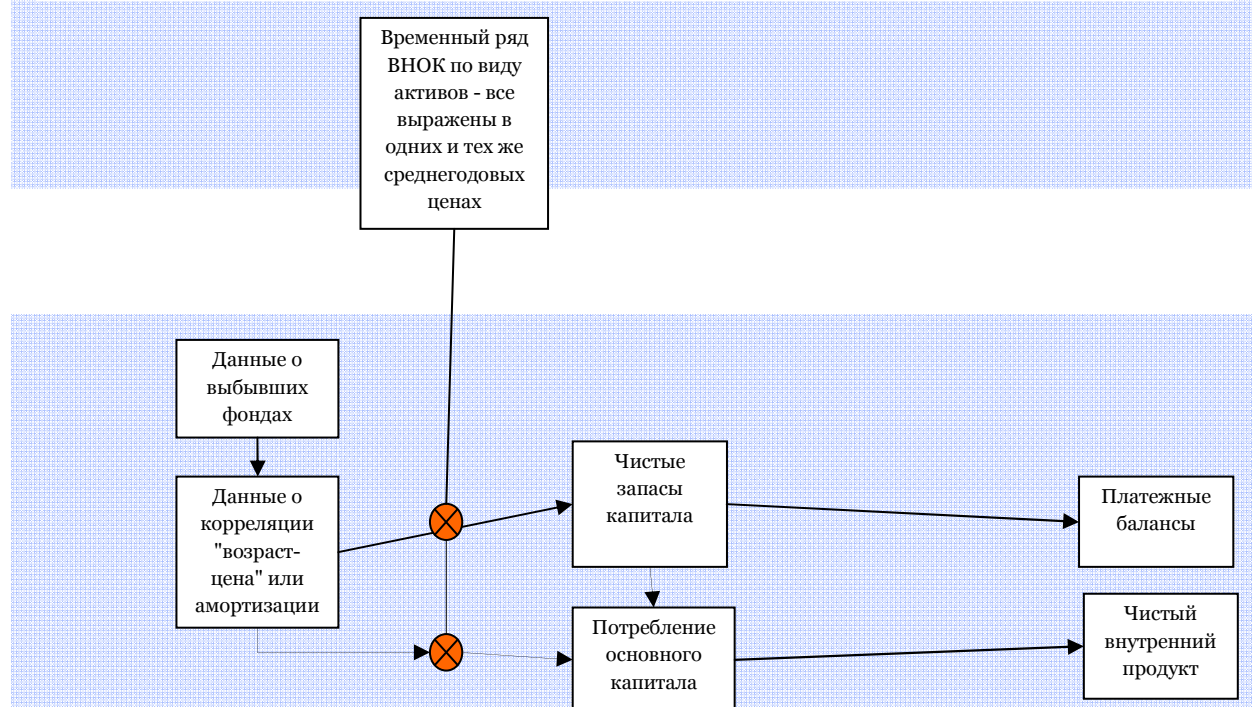 Временный ряд
ВНОК по виду
активов - все
выражены в
одних и тех же
среднегодовых
ценах
Данные о
выбывших
фондах
Данные о
корреляции
"возраст-
цена" или
амортизации
Чистые
запасы
капитала
Платежные
балансы
Потребление
основного
капитала
Чистый
внутренний
продукт